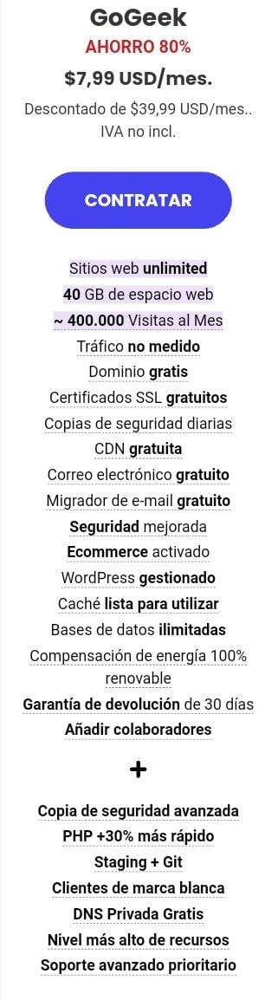 GoGeek
AHORRO 80%
$7,99 USD/mes.
Descontado de $39,99 USD/mes..
IVA no incl.
CONTRATAR
Sitios web unlimited
40 GB de espacio web
~ 400.000 Visitas al Mes
Tráfico no medido
Dominio gratis
Certificados SSL gratuitos
Copias de seguridad diarias
CDN gratuita
Correo electrónico gratuito
Migrador de e-mail gratuito
Seguridad mejorada
Ecommerce activado
WordPress gestionado
Caché lista para utilizar
Bases de datos ilimitadas
Compensación de energía 100%
renovable
Garantía de devolución de 30 días
Añadir colaboradores
+
Copia de seguridad avanzada
PHP +30% más rápido
Staging + Git
Clientes de marca blanca
DNS Privada Gratis
Nivel más alto de recursos
Soporte avanzado prioritario